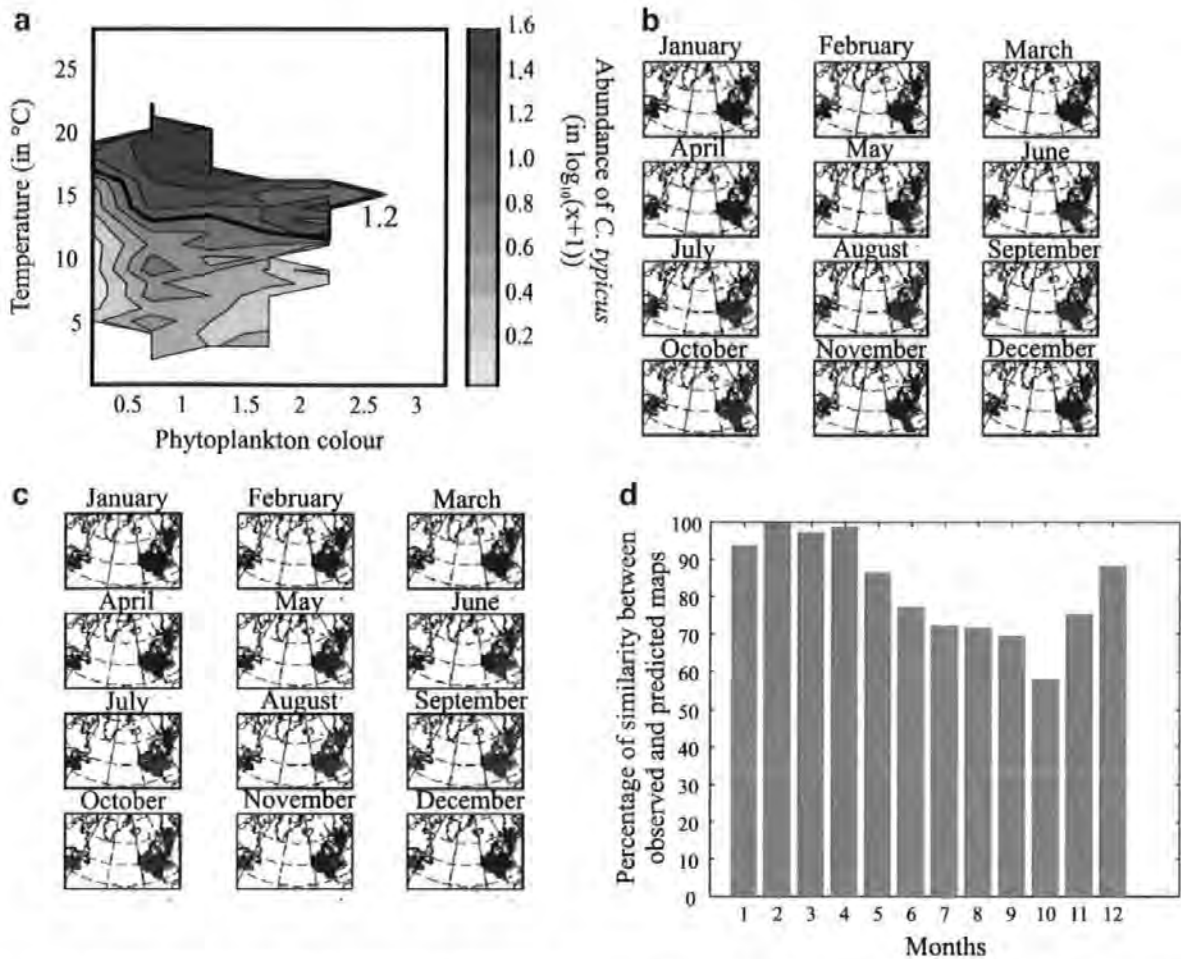 a
25
20
15
10
5
Temperature (in °C)
0.5 1 1.5 2 2.5 3
Phytoplankton colour
1.2
1.6
1.4
1.2
1.0
0.8
0.6
0.4
0.2
Abundance of C. typicus
(in log10(x+1))
b
January February March
April May June
July August September
October November December
c
January February March
April May June
July August September
October November December
d
Percentage of similarity between
observed and predicted maps
100
90
80
70
60
50
40
30
20
10
0
1 2 3 4 5 6 7 8 9 10 11 12
Months